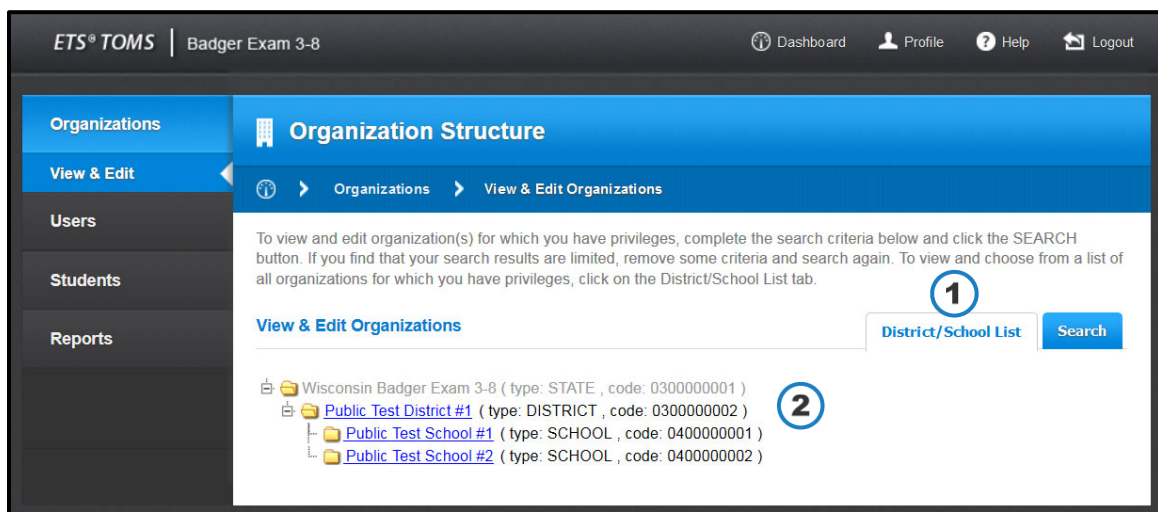 ETS® TOMS | Badger Exam 3-8
Dashboard Profile ? Help Logout
Organizations
View & Edit
Users
Students
Reports
Organization Structure
Organizations > View & Edit Organizations
To view and edit organization(s) for which you have privileges, complete the search criteria below and click the SEARCH
button. If you find that your search results are limited, remove some criteria and search again. To view and choose from a list of
all organizations for which you have privileges, click on the District/School List tab.
1
View & Edit Organizations
District/School List
Search
Wisconsin Badger Exam 3-8 ( type: STATE , code: 0300000001 )
Public Test District #1 ( type: DISTRICT , code: 0300000002 )
2
Public Test School #1 ( type: SCHOOL , code: 0400000001 )
Public Test School #2 ( type: SCHOOL , code: 0400000002 )